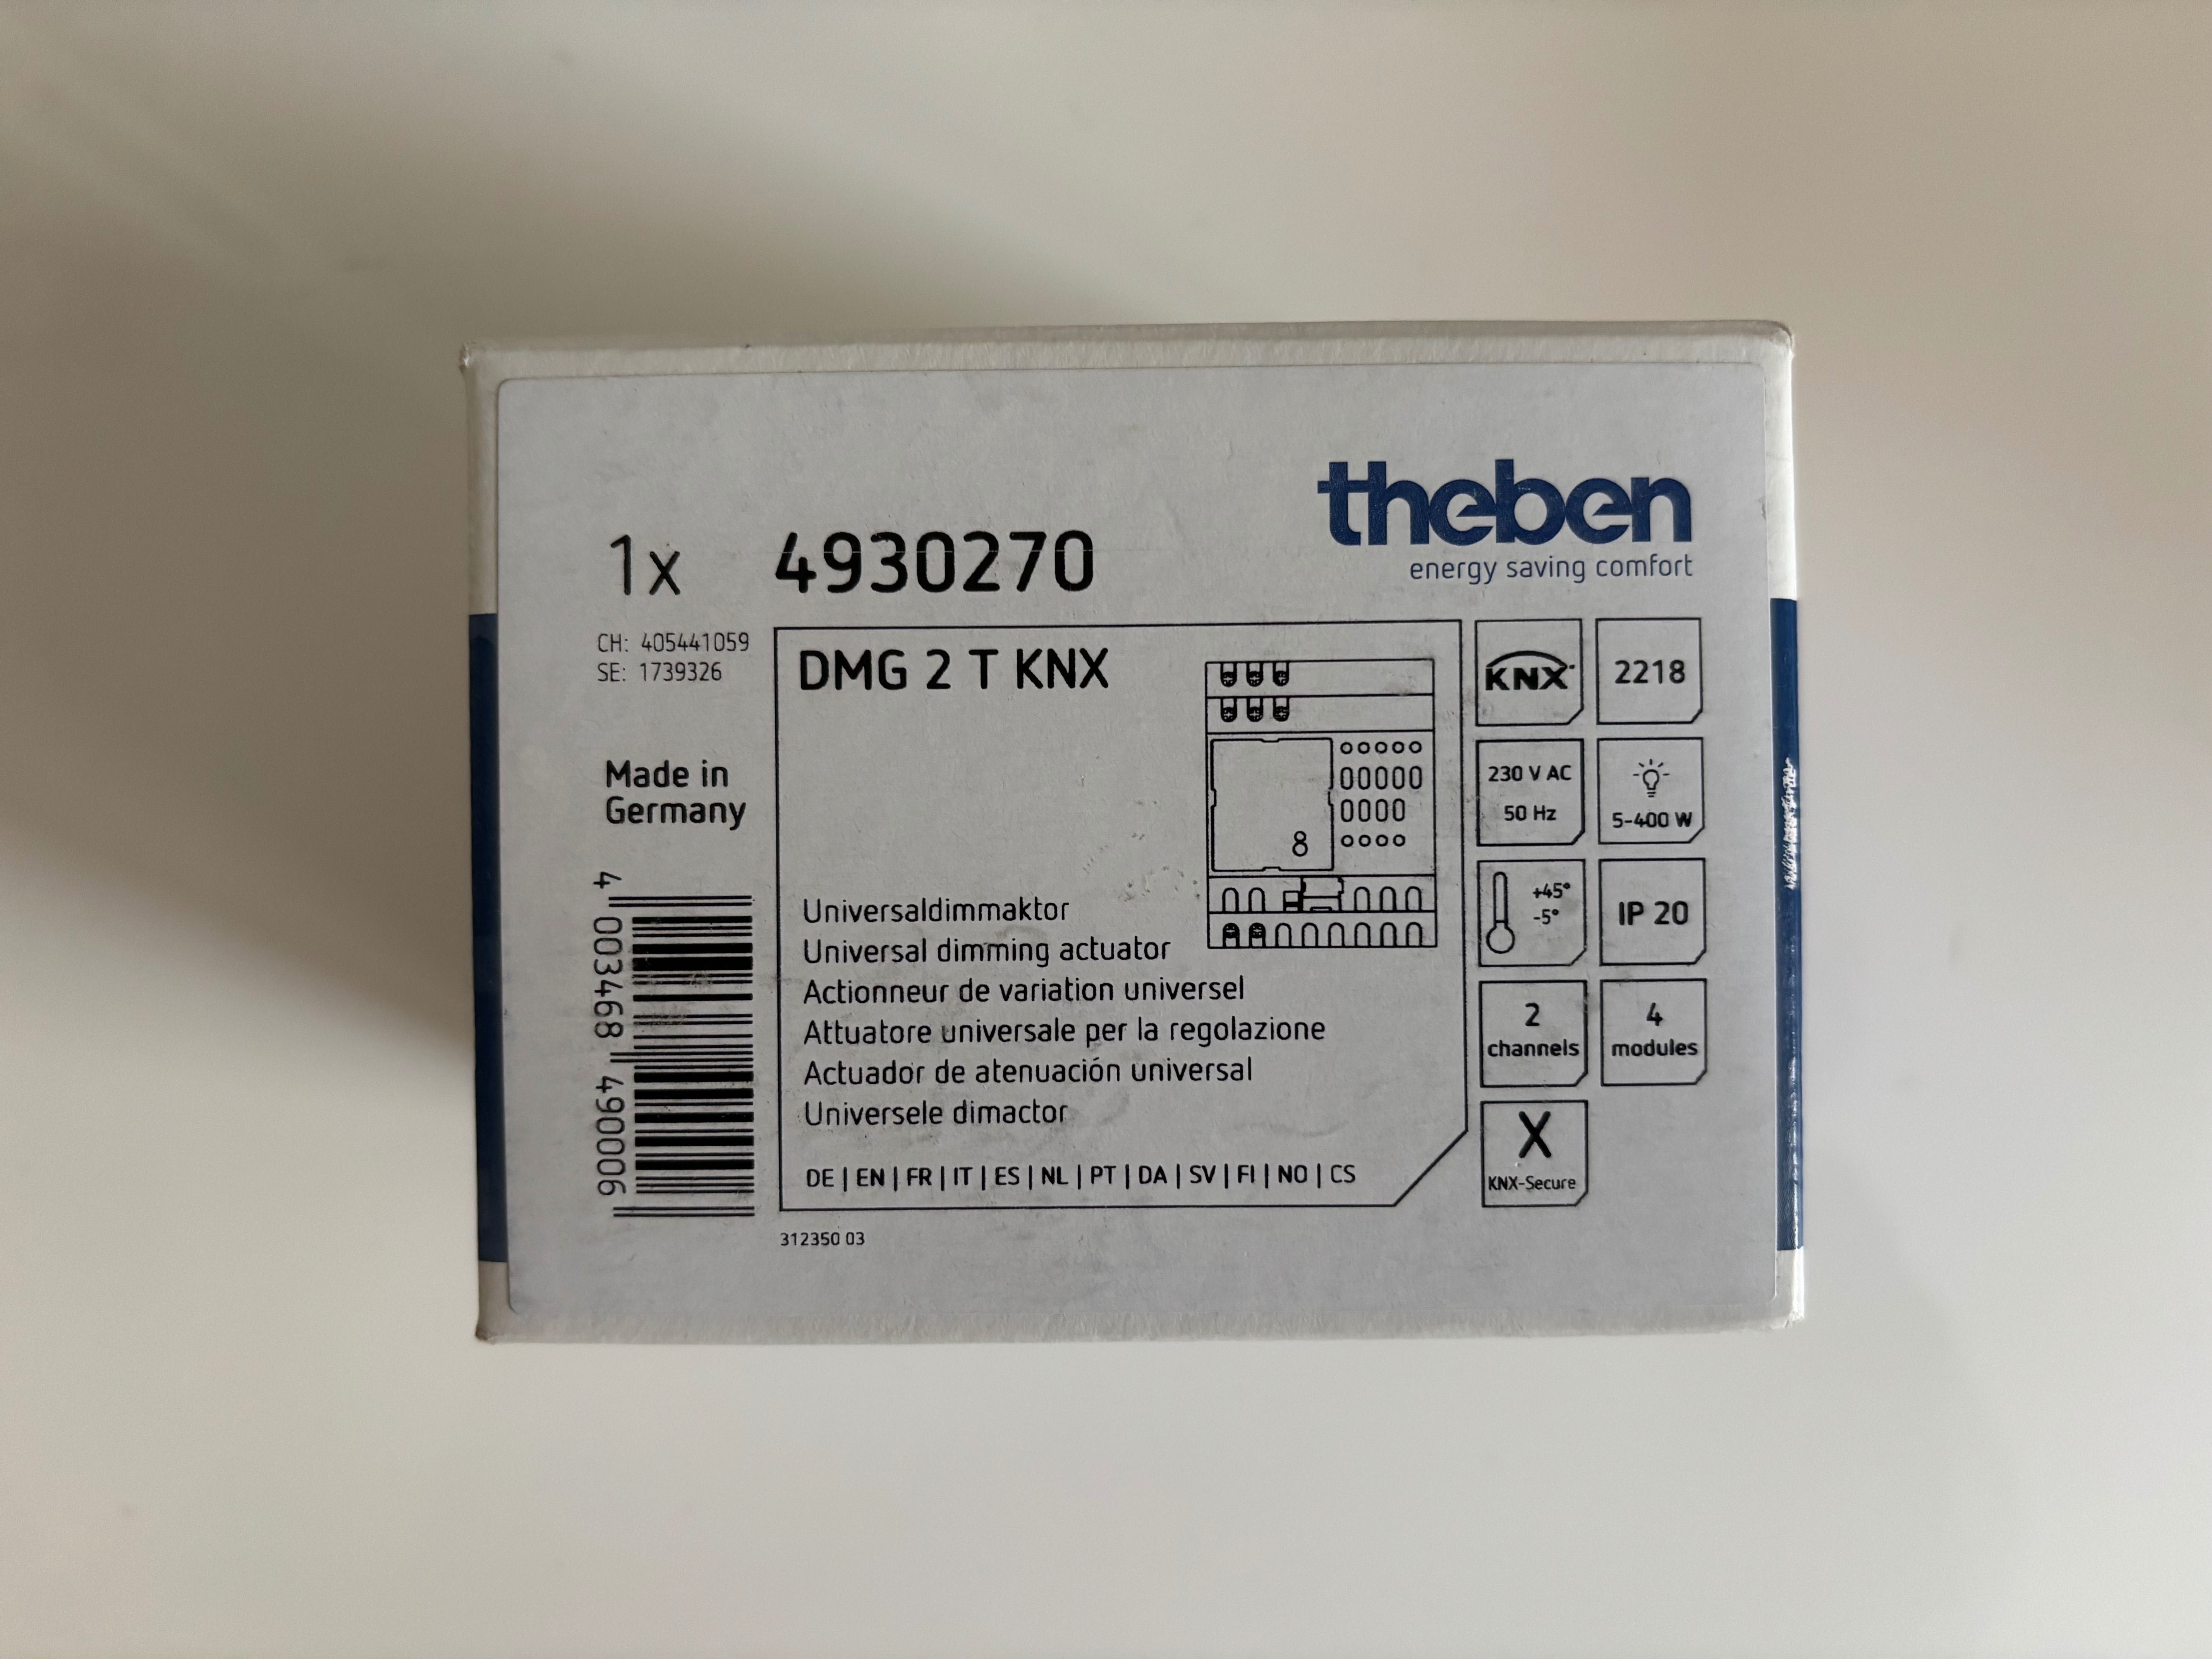 theben
energy saving comfort
1x 4930270
CH: 405441059
SE: 1739326
Made in
Germany
4 003468 490006
DMG 2 T KNX
8
Universaldimmaktor
Universal dimming actuator
Actionneur de variation universel
Attuatore universale per la regolazione
Actuador de atenuación universal
Universele dimactor
DE | EN | FR | IT | ES | NL | PT | DA | SV | FI | NO | CS
312350 03
KNX
2218
230 V AC
50 Hz
5-400 W
+45°
-5°
IP 20
2
channels
4
modules
X
KNX-Secure